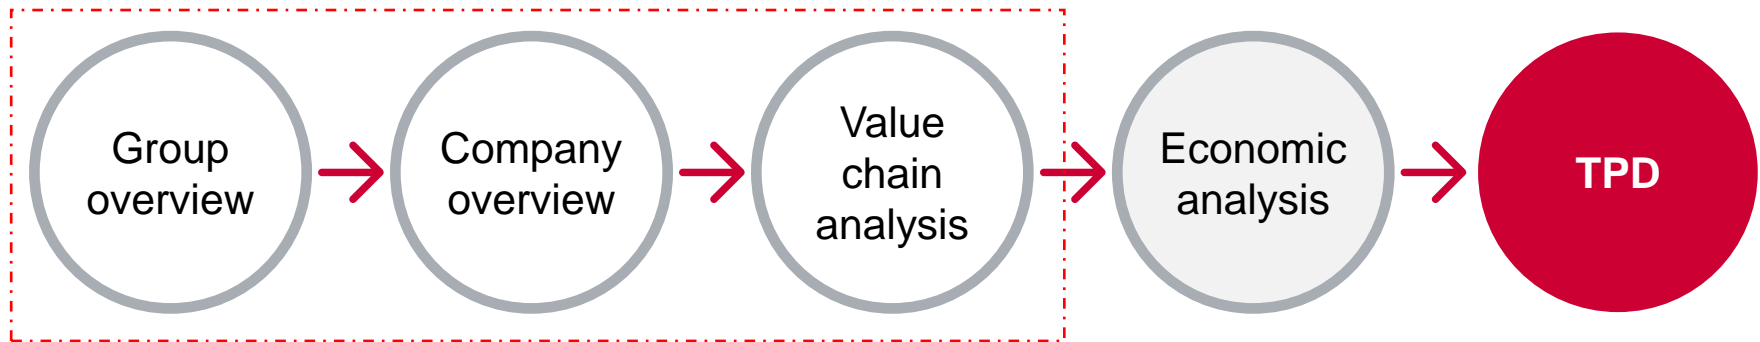 Group
overview
Company
overview
Value
chain
analysis
Economic
analysis
TPD